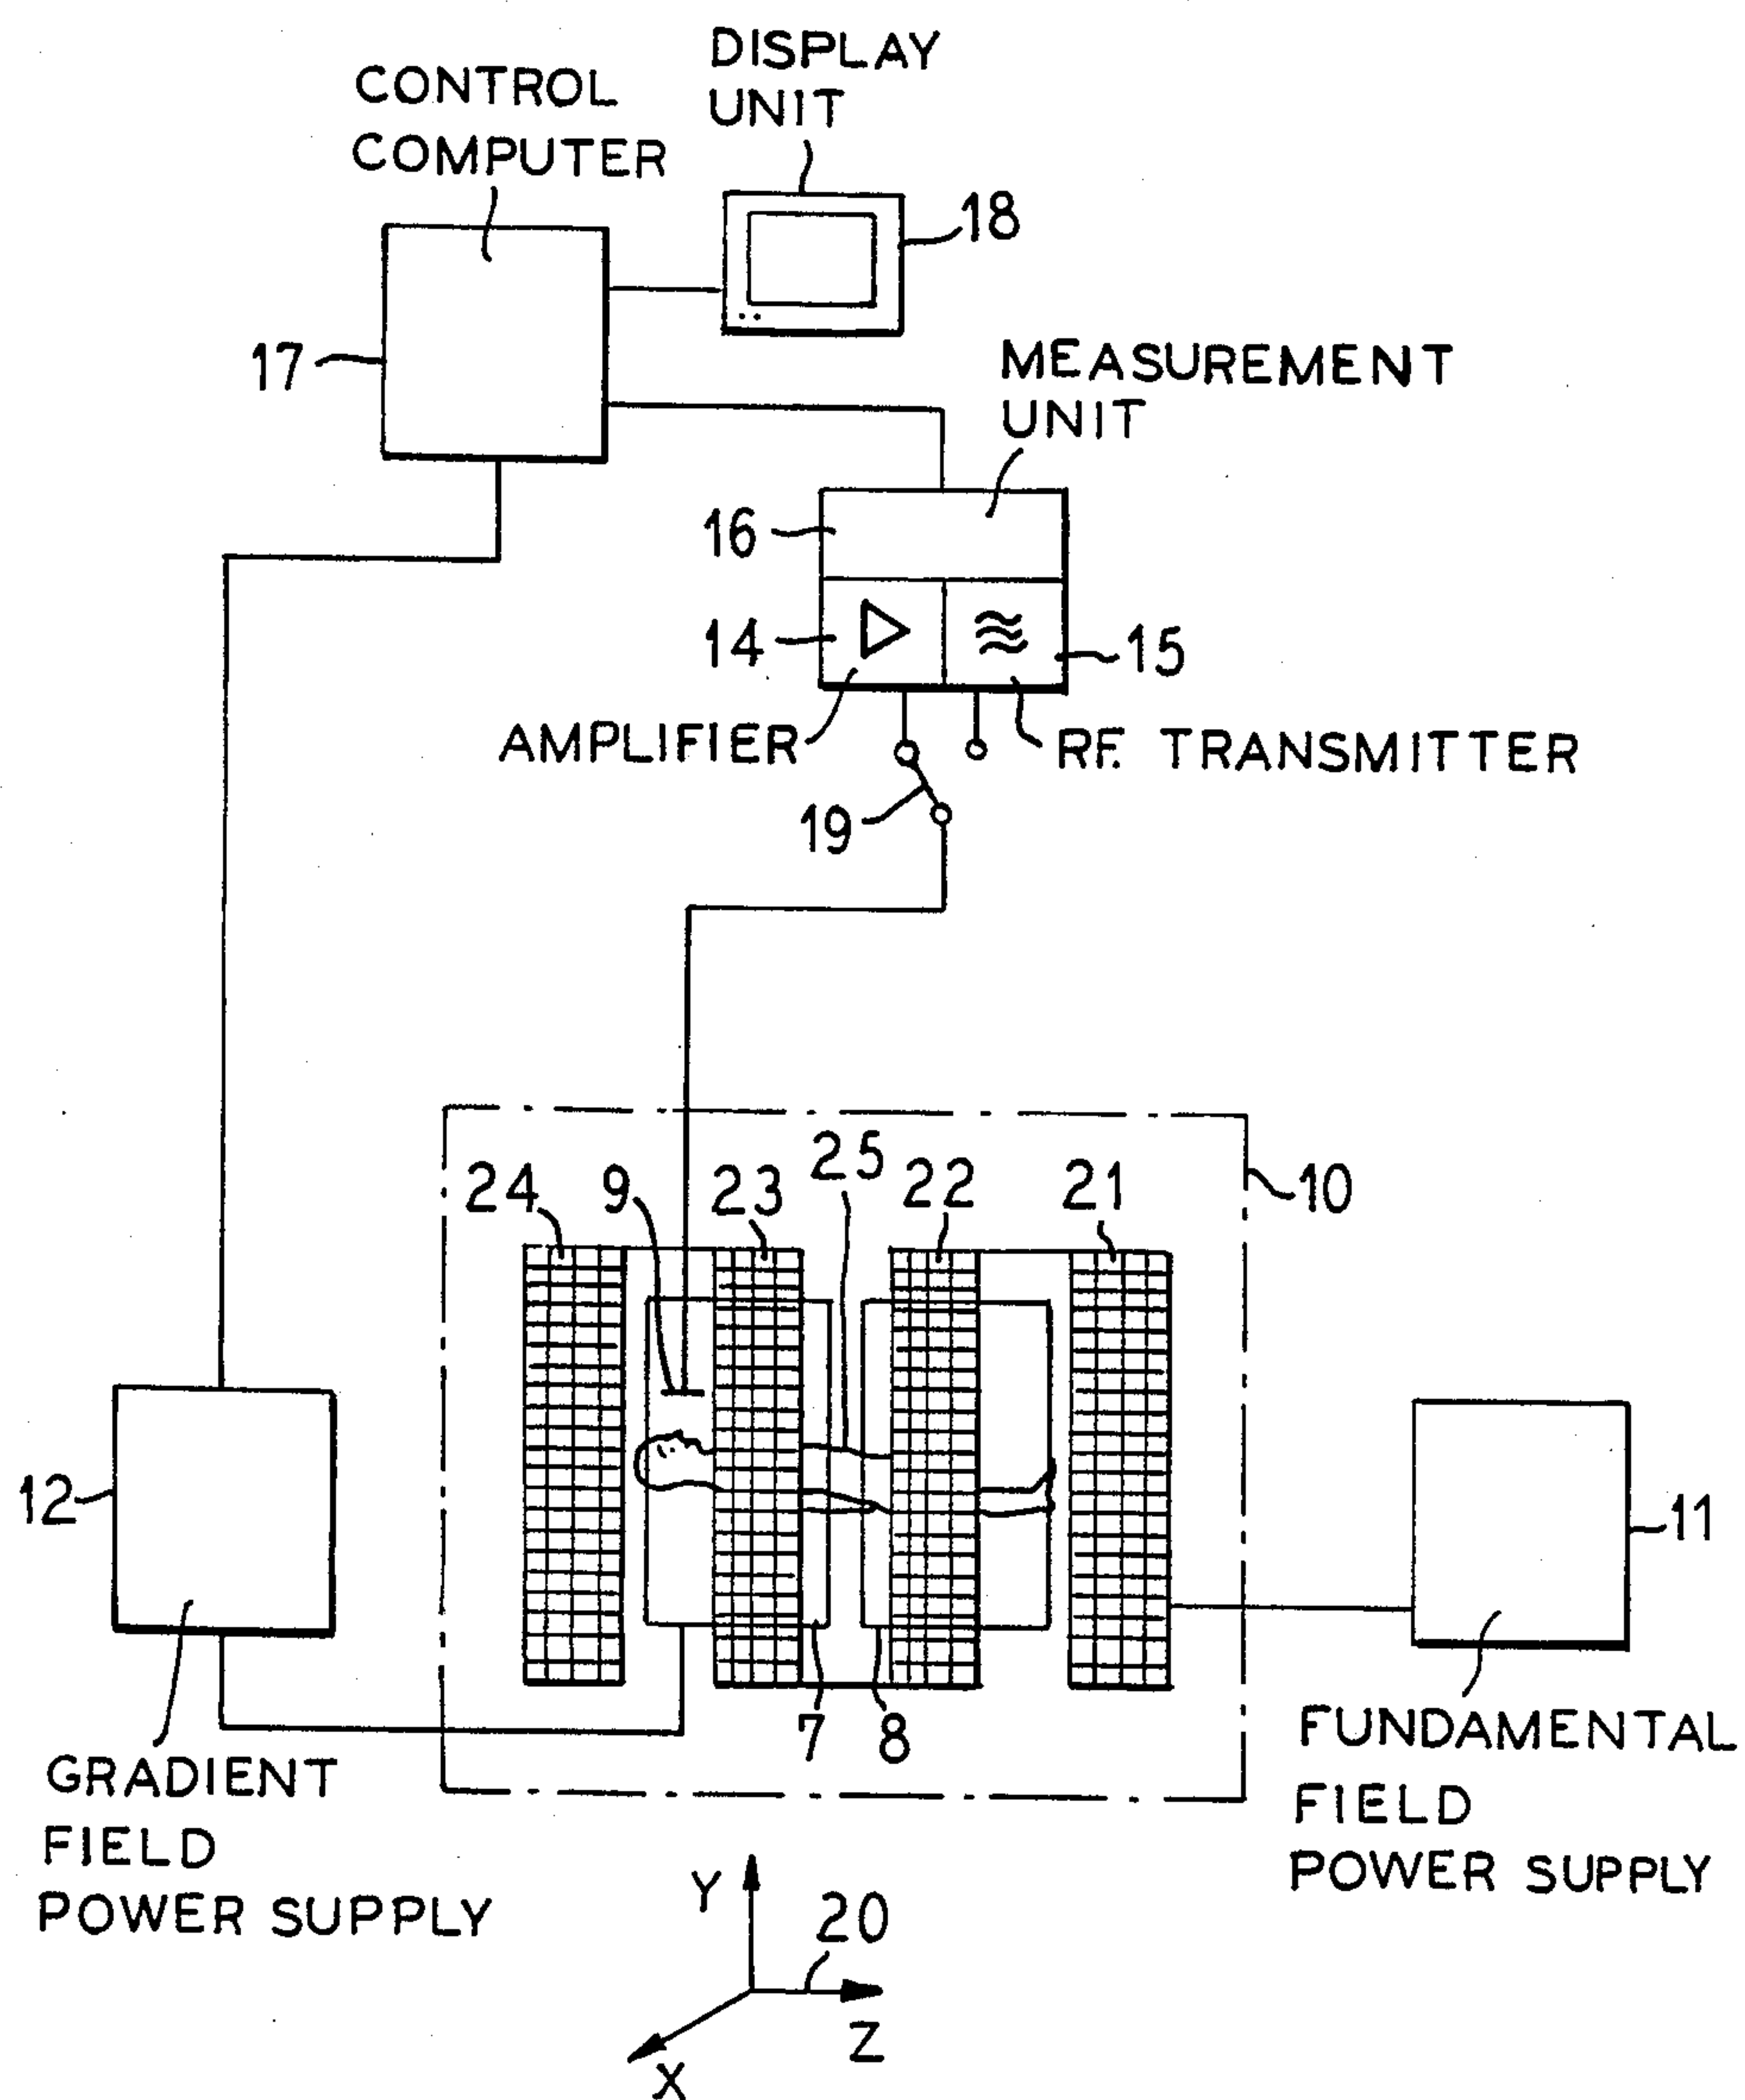 DISPLAY
UNIT
CONTROL
COMPUTER
18
17
MEASUREMENT
UNIT
16
14
15
AMPLIFIER
RF. TRANSMITTER
19
25
24
9
23
22
21
10
12
11
7
8
GRADIENT
FIELD
POWER SUPPLY
FUNDAMENTAL
FIELD
POWER SUPPLY
Y
20
Z
X